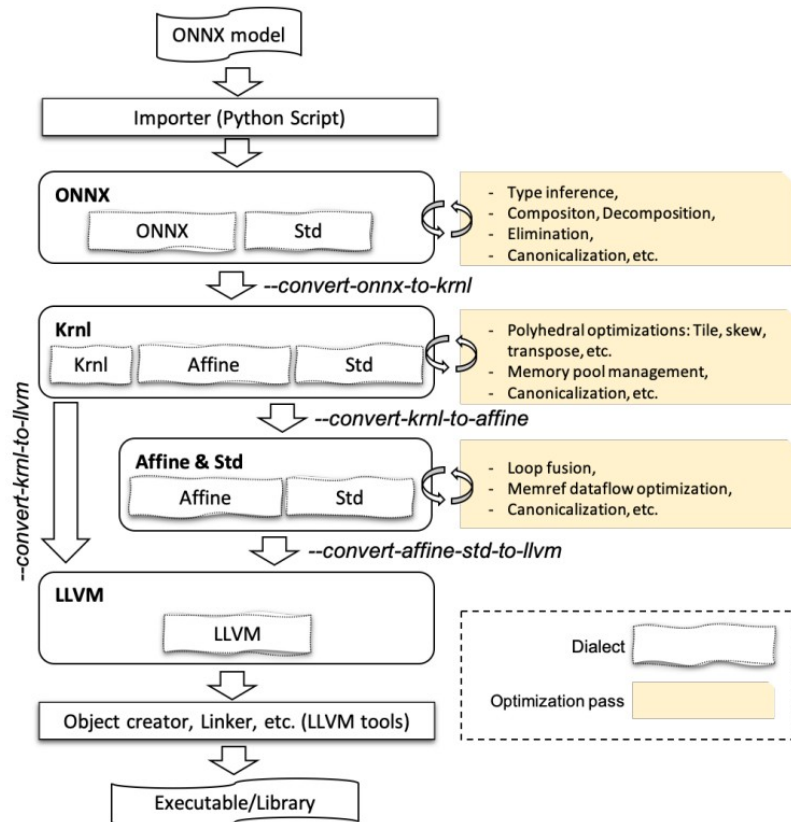 ONNX model
Importer (Python Script)
ONNX
ONNX
Std
- Type inference,
- Compositon, Decomposition,
- Elimination,
- Canonicalization, etc.
--convert-onnx-to-krnl
Krnl
Krnl
Affine
Std
- Polyhedral optimizations: Tile, skew,
transpose, etc.
- Memory pool management,
- Canonicalization, etc.
--convert-krnl-to-llvm
--convert-krnl-to-affine
Affine & Std
Affine
Std
- Loop fusion,
- Memref dataflow optimization,
- Canonicalization, etc.
--convert-affine-std-to-llvm
LLVM
LLVM
Dialect
Optimization pass
Object creator, Linker, etc. (LLVM tools)
Executable/Library